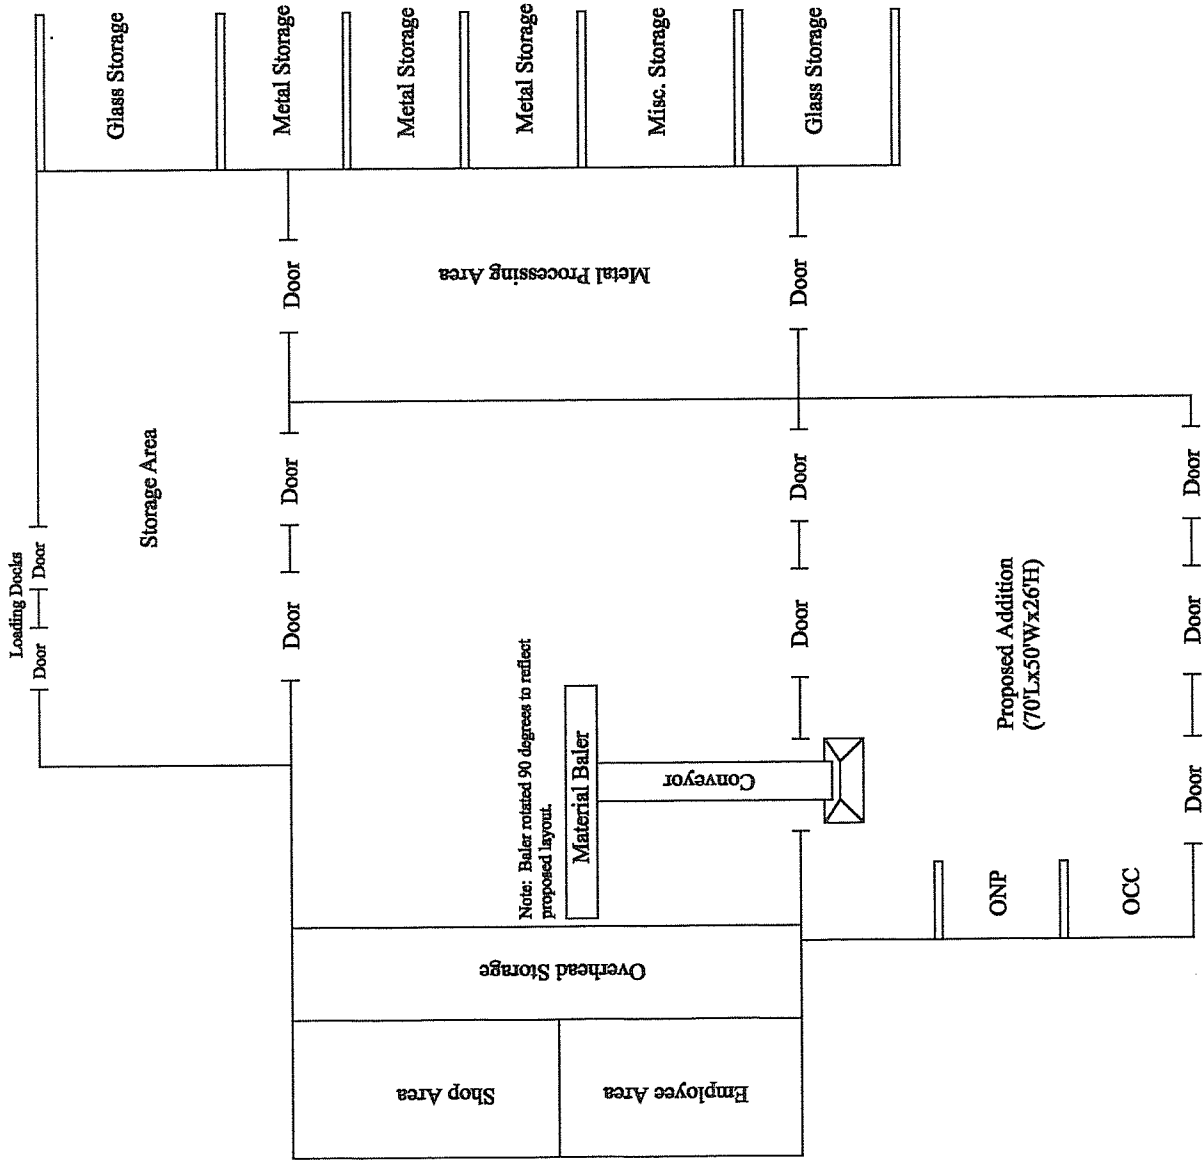 Loading Docks
Door
Door
Storage Area
Glass Storage
Metal Storage
Metal Storage
Metal Storage
Misc. Storage
Glass Storage
Door
Door
Door
Door
Metal Processing Area
Door
Door
Door
Note: Baler rotated 90 degrees to reflect
proposed layout.
Material Baler
Conveyor
Overhead Storage
Shop Area
Employee Area
Proposed Addition
(70'Lx50'Wx26'H)
ONP
OCC
Door
Door
Door